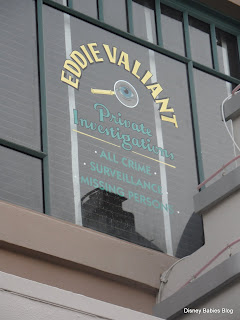 EDDIE VALIANT
Private
Investigations
• ALL CRIME •
• SURVEILLANCE •
• MISSING PERSONS •
Disney Babies Blog